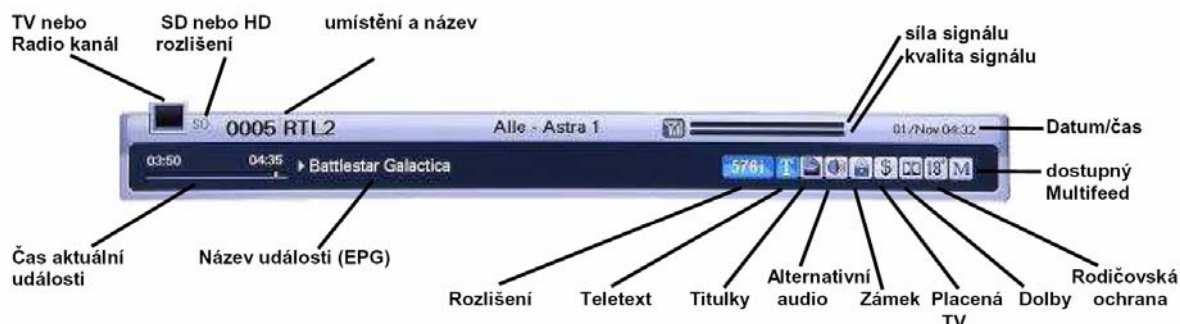 TV nebo
Radio kanál
SD nebo HD
rozlišení
umístění a název
síla signálu
kvalita signálu
SD
0005 RTL2
Alle - Astra 1
01/Nov 04:32
Datum/čas
03:50
04:35
Battlestar Galactica
576i
T
$
18
M
dostupný
Multifeed
Čas aktuální
události
Název události (EPG)
Rozlišení
Teletext
Titulky
Alternativní
audio
Zámek
Placená
TV
Dolby
Rodičovská
ochrana